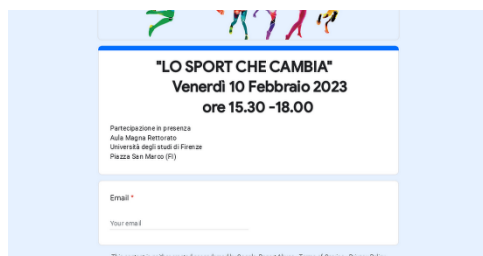 "LO SPORT CHE CAMBIA"
Venerdì 10 Febbraio 2023
ore 15.30 -18.00
Partecipazione in presenza
Aula Magna Rettorato
Università degli studi di Firenze
Piazza San Marco (FI)
Email *
Your email